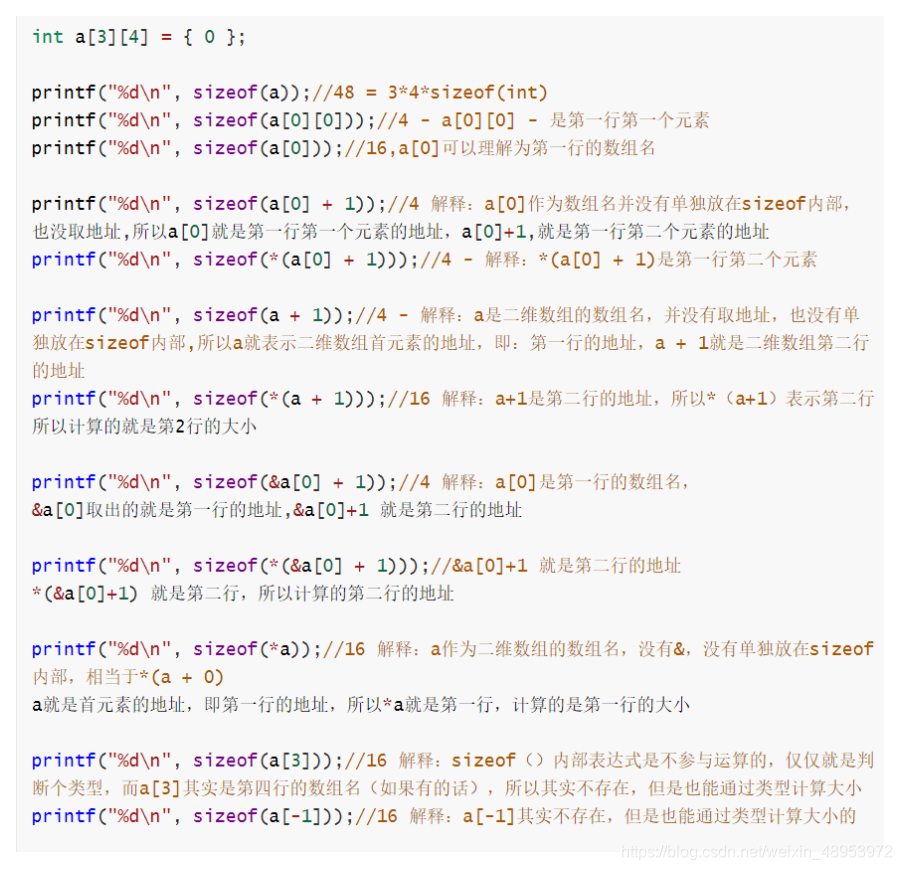 int a[3][4] = { 0 };
printf("%d\n", sizeof(a));//48 = 3*4*sizeof(int)
printf("%d\n", sizeof(a[0][0]));//4 - a[0][0] - 是第一行第一个元素
printf("%d\n", sizeof(a[0]));//16,a[0]可以理解为第一行的数组名
printf("%d\n", sizeof(a[0] + 1));//4 解释：a[0]作为数组名并没有单独放在sizeof内部，
也没取地址,所以a[0]就是第一行第一个元素的地址，a[0]+1,就是第一行第二个元素的地址
printf("%d\n", sizeof(*(a[0] + 1)));//4 - 解释：*(a[0] + 1)是第一行第二个元素
printf("%d\n", sizeof(a + 1));//4 - 解释：a是二维数组的数组名，并没有取地址，也没有单
独放在sizeof内部,所以a就表示二维数组首元素的地址，即：第一行的地址，a + 1就是二维数组第二行
的地址
printf("%d\n", sizeof(*(a + 1)));//16 解释：a+1是第二行的地址，所以*（a+1）表示第二行
所以计算的就是第2行的大小
printf("%d\n", sizeof(&a[0] + 1));//4 解释：a[0]是第一行的数组名，
&a[0]取出的就是第一行的地址,&a[0]+1 就是第二行的地址
printf("%d\n", sizeof(*(&a[0] + 1)));//&a[0]+1 就是第二行的地址
*(&a[0]+1) 就是第二行，所以计算的第二行的地址
printf("%d\n", sizeof(*a));//16 解释：a作为二维数组的数组名，没有&，没有单独放在sizeof
内部，相当于*(a + 0)
a就是首元素的地址，即第一行的地址，所以*a就是第一行，计算的是第一行的大小
printf("%d\n", sizeof(a[3]));//16 解释：sizeof（）内部表达式是不参与运算的，仅仅就是判
断个类型，而a[3]其实是第四行的数组名（如果有的话），所以其实不存在，但是也能通过类型计算大小
printf("%d\n", sizeof(a[-1]));//16 解释：a[-1]其实不存在，但是也能通过类型计算大小的
https://blog.csdn.net/weixin_48953972